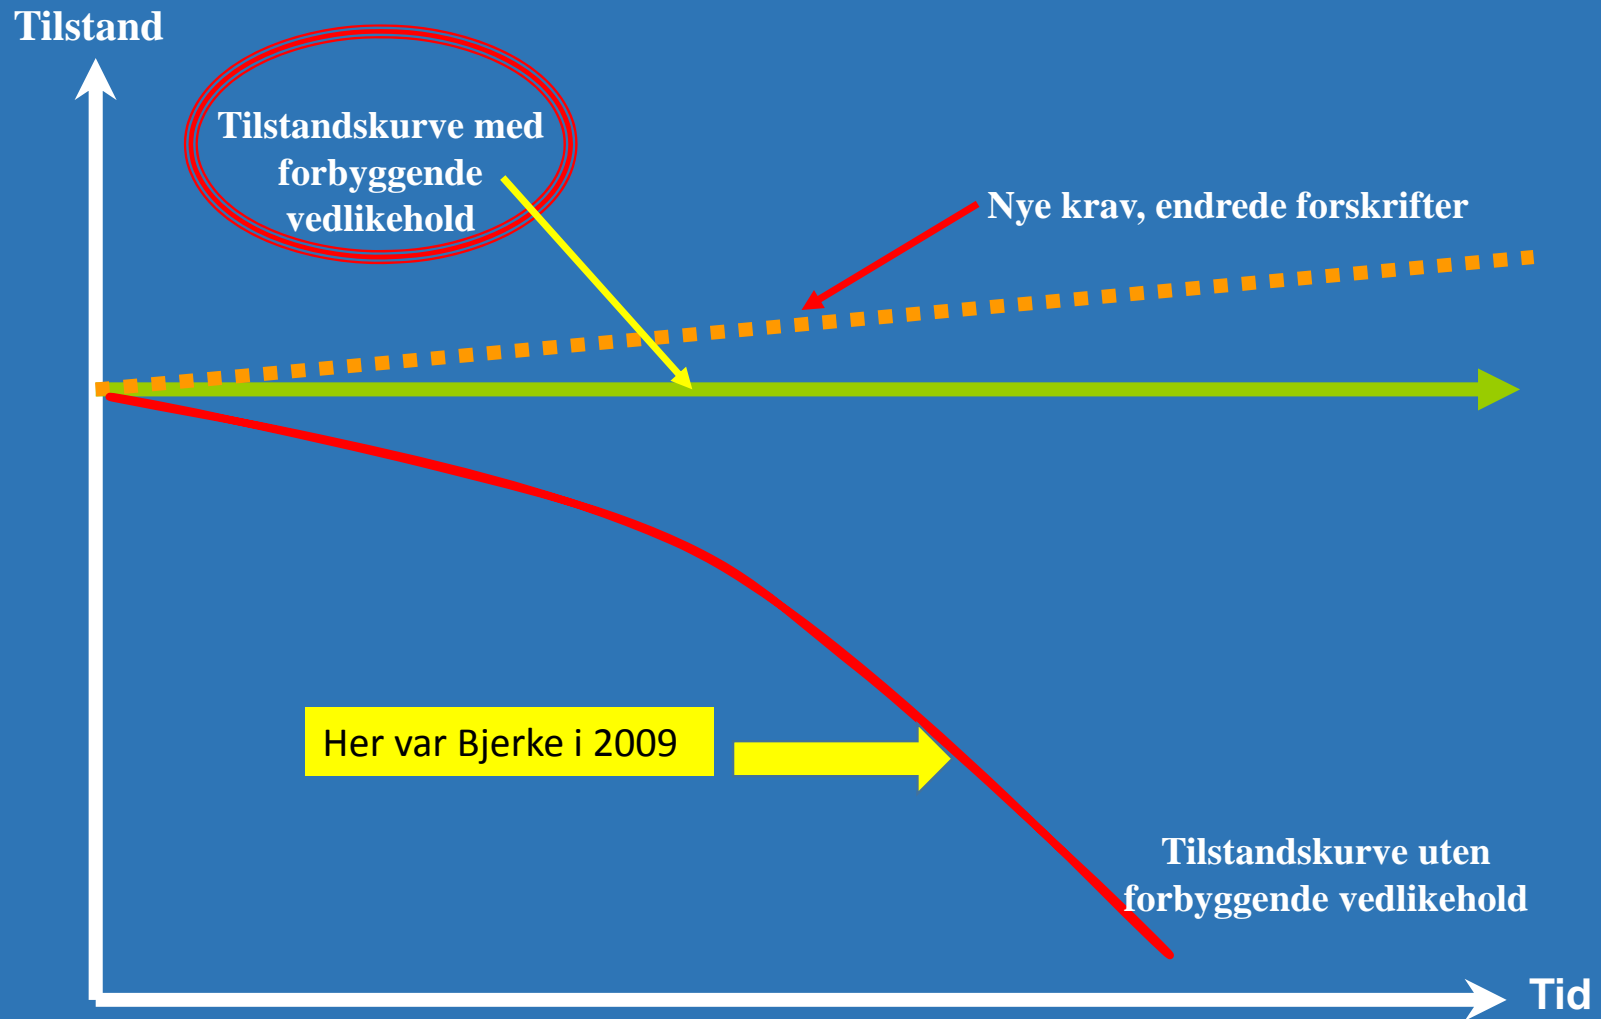 Tilstand
Tilstandskurve med
forbyggende
vedlikehold
Nye krav, endrede forskrifter
Her var Bjerke i 2009
Tilstandskurve uten
forbyggende vedlikehold
Tid